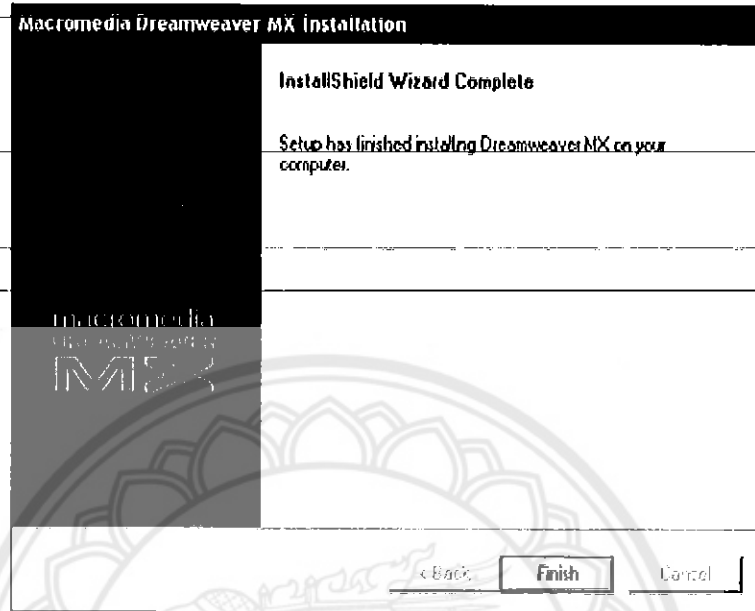 Macromedia Dreamweaver MX Installation
InstallShield Wizard Complete
Setup has finished installing Dreamweaver MX on your
computer.
macromedia
MX
< Back
Finish
Cancel